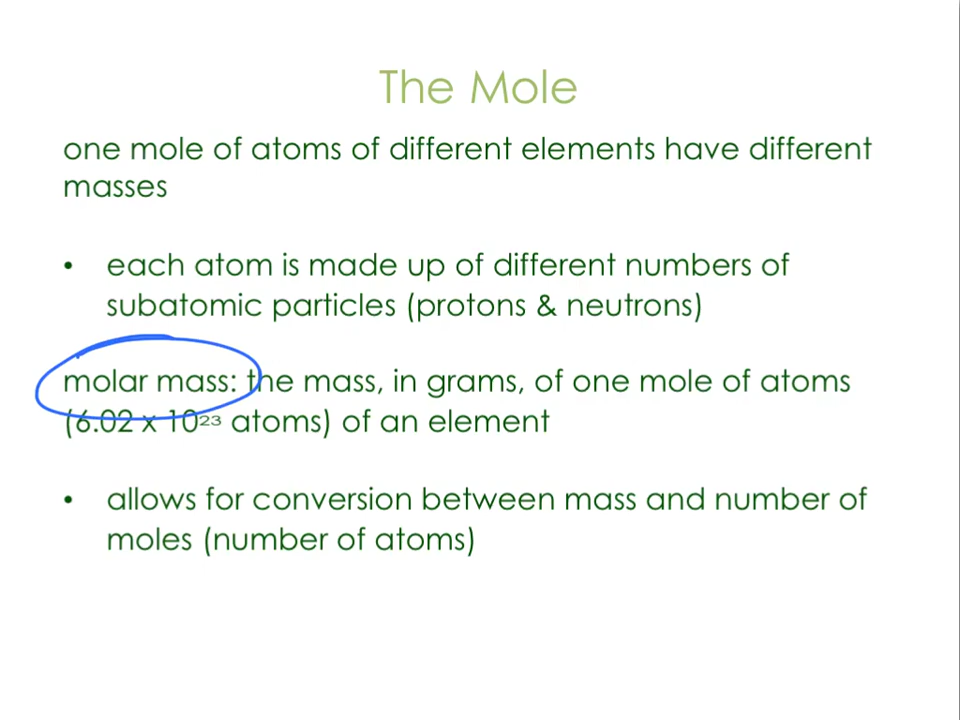 The Mole
one mole of atoms of different elements have different
masses
• each atom is made up of different numbers of
subatomic particles (protons & neutrons)
molar mass: the mass, in grams, of one mole of atoms
(6.02 x 10²³ atoms) of an element
• allows for conversion between mass and number of
moles (number of atoms)